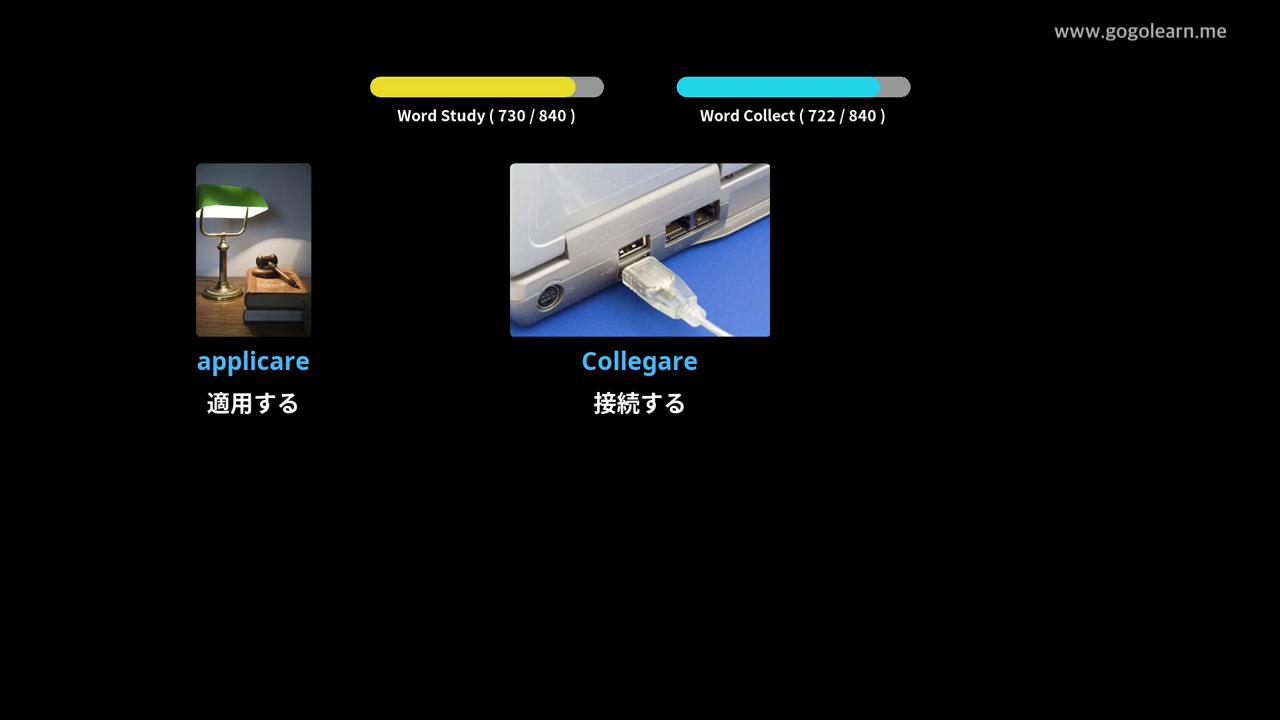 www.gogolearn.me
Word Study ( 730 / 840 )
Word Collect ( 722 / 840 )
applicare
適用する
Collegare
接続する